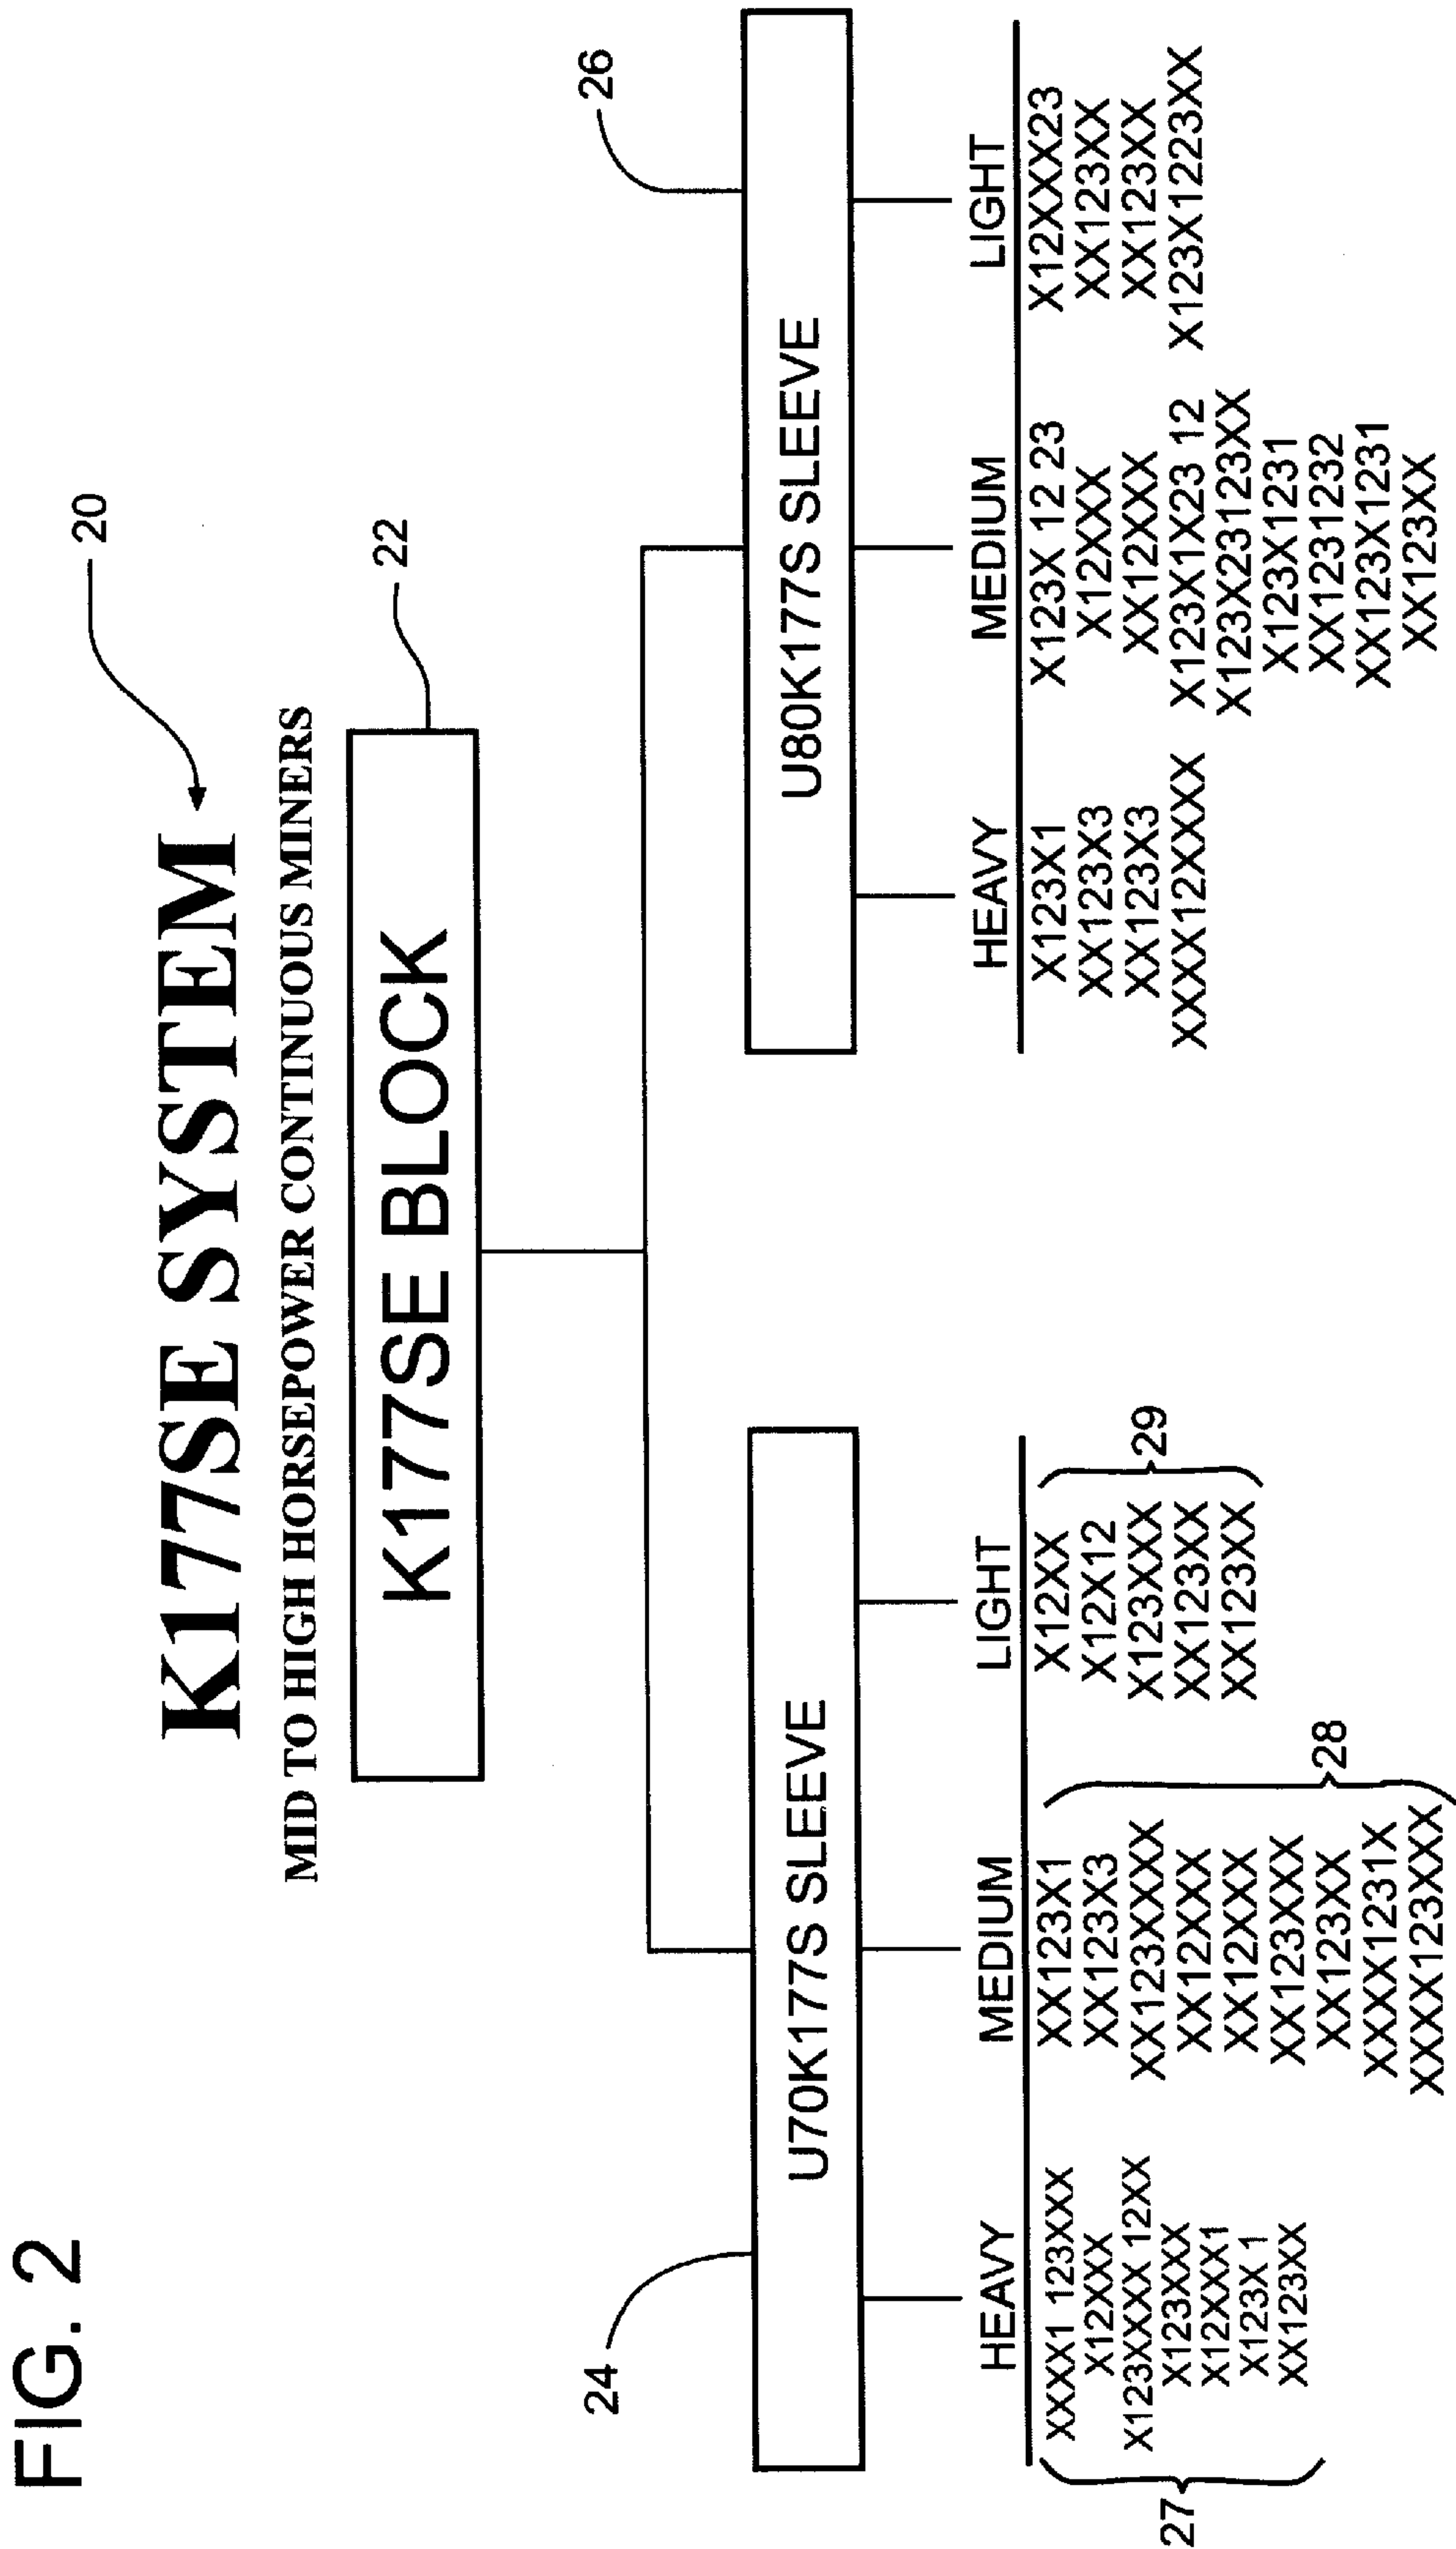 FIG. 2
K177SE SYSTEM
20
MID TO HIGH HORSEPOWER CONTINUOUS MINERS
K177SE BLOCK
22
24
U70K177S SLEEVE
HEAVY
XXXX1 123XXX
X12XXX
X123XXXX 12XX
X123XXX
X12XXX1
X123X 1
XX123XX
27
MEDIUM
XX123X1
XX123X3
XX123XXXX
XX12XXX
XX12XXX
XX123XXX
XX123XX
XXXX1231X
XXXX123XXX
28
LIGHT
X12XX
X12X12
X123XXX
XX123XX
XX123XX
29
26
U80K177S SLEEVE
HEAVY
X123X1
XX123X3
XX123X3
XXXX12XXXX
MEDIUM
X123X 12 23
X12XXX
XX12XXX
X123X1X23 12
X123X23123XX
X123X1231
XX1231232
XX123X1231
XX123XX
LIGHT
X12XXX23
XX123XX
XX123XX
X123X1223XX